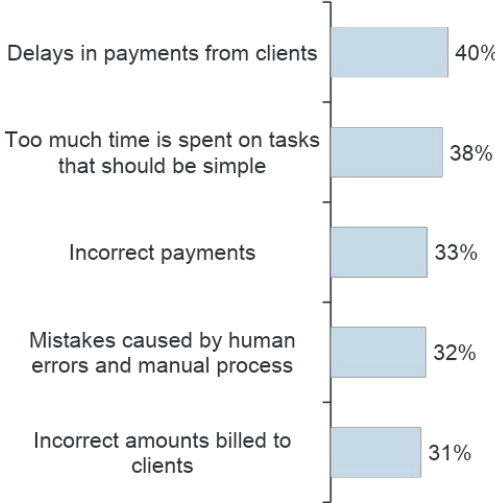 Delays in payments from clients
40%
Too much time is spent on tasks
that should be simple
38%
Incorrect payments
33%
Mistakes caused by human
errors and manual process
32%
Incorrect amounts billed to
clients
31%